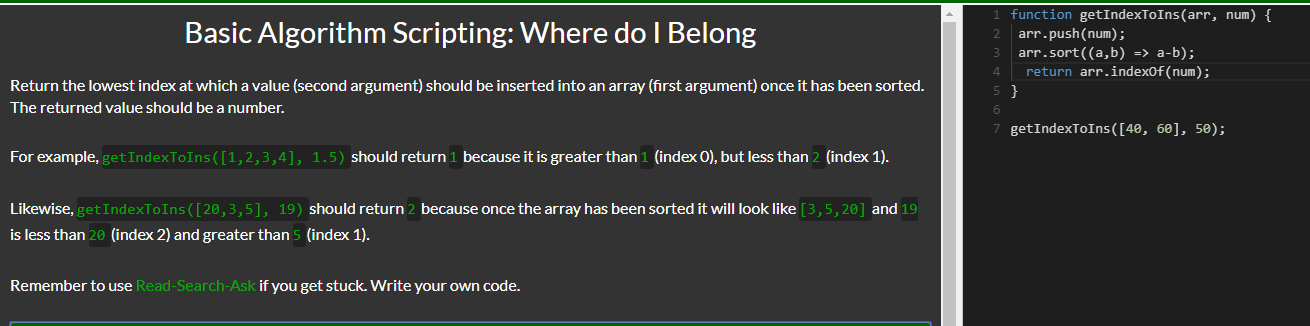 Basic Algorithm Scripting: Where do I Belong
Return the lowest index at which a value (second argument) should be inserted into an array (first argument) once it has been sorted.
The returned value should be a number.
For example, getIndexToIns([1,2,3,4], 1.5) should return 1 because it is greater than 1 (index 0), but less than 2 (index 1).
Likewise, getIndexToIns([20,3,5], 19) should return 2 because once the array has been sorted it will look like [3,5,20] and 19
is less than 20 (index 2) and greater than 5 (index 1).
Remember to use Read-Search-Ask if you get stuck. Write your own code.
1 function getIndexToIns(arr, num) {
2 arr.push(num);
3 arr.sort((a,b) => a-b);
4 return arr.indexOf(num);
5 }
6
7 getIndexToIns([40, 60], 50);